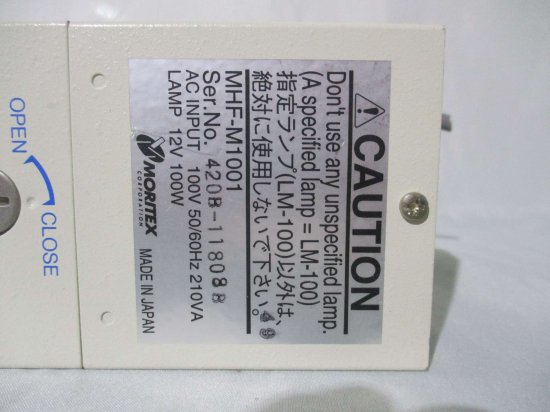 ⚠CAUTION
Don't use any unspecified lamp.
(A specified lamp = LM-100)
指定ランプ(LM-100)以外は、
絶対に使用しないで下さい。
MHF-M1001
Ser.No. 420B-11808B
AC INPUT 100V 50/60Hz 210VA
LAMP 12V 100W
MORITEX
CORPORATION
MADE IN JAPAN
OPEN
CLOSE